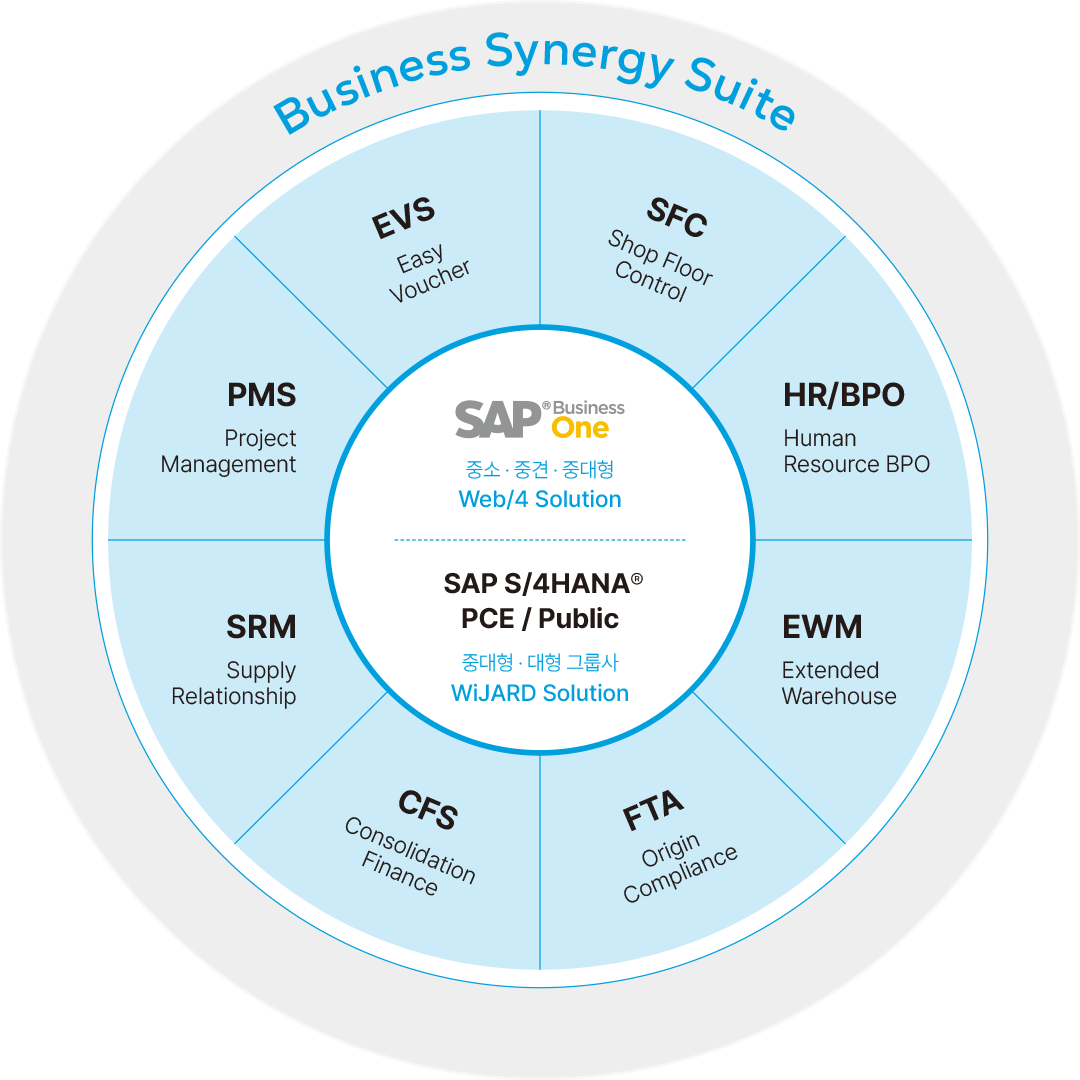 Business Synergy Suite
EVS
Easy
Voucher
SFC
Shop Floor
Control
PMS
Project
Management
HR/BPO
Human
Resource BPO
SAP® Business
One
중소 · 중견 · 중대형
Web/4 Solution
SAP S/4HANA®
PCE / Public
중대형 · 대형 그룹사
WiJARD Solution
SRM
Supply
Relationship
EWM
Extended
Warehouse
CFS
Consolidation
Finance
FTA
Origin
Compliance